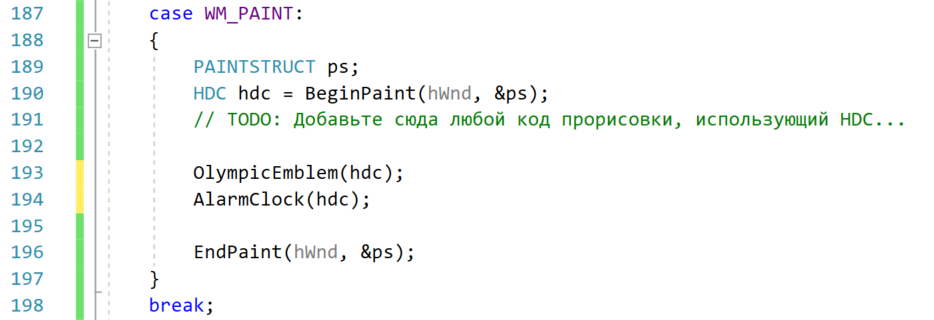 187 case WM_PAINT:
188 {
189 PAINTSTRUCT ps;
190 HDC hdc = BeginPaint(hWnd, &ps);
191 // TODO: Добавьте сюда любой код прорисовки, использующий HDC...
192
193 OlympicEmblem(hdc);
194 AlarmClock(hdc);
195
196 EndPaint(hWnd, &ps);
197 }
198 break;